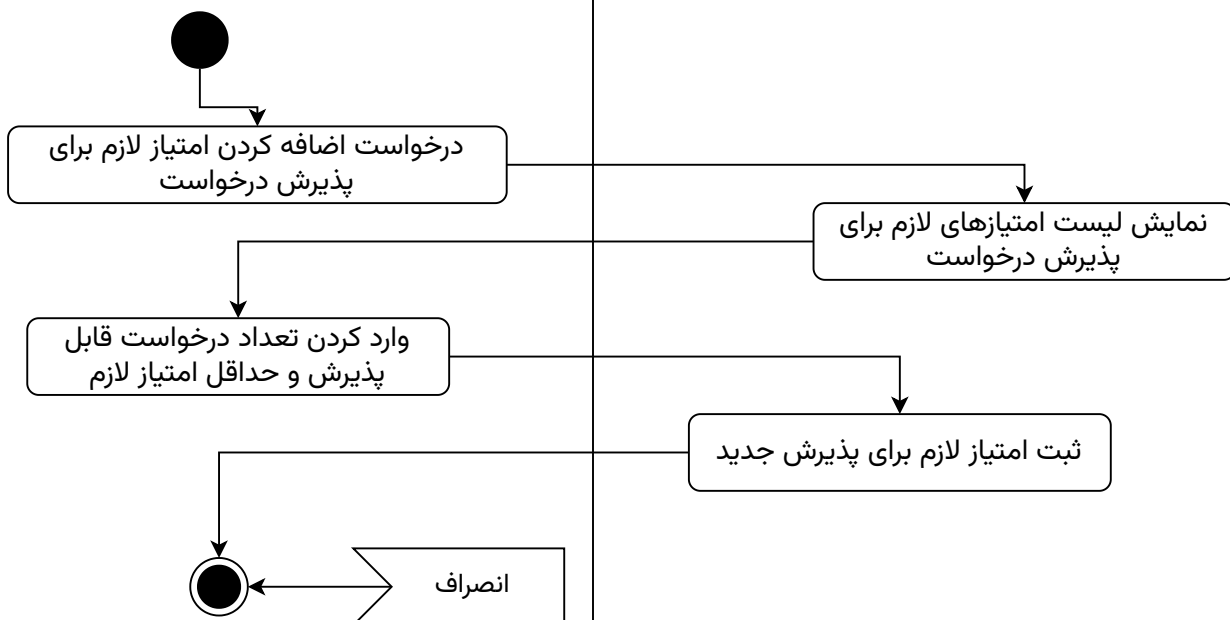 درخواست اضافه کردن امتیاز لازم برای
پذیرش درخواست
نمایش لیست امتیازهای لازم برای
پذیرش درخواست
وارد کردن تعداد درخواست قابل
پذیرش و حداقل امتیاز لازم
ثبت امتیاز لازم برای پذیرش جدید
انصراف